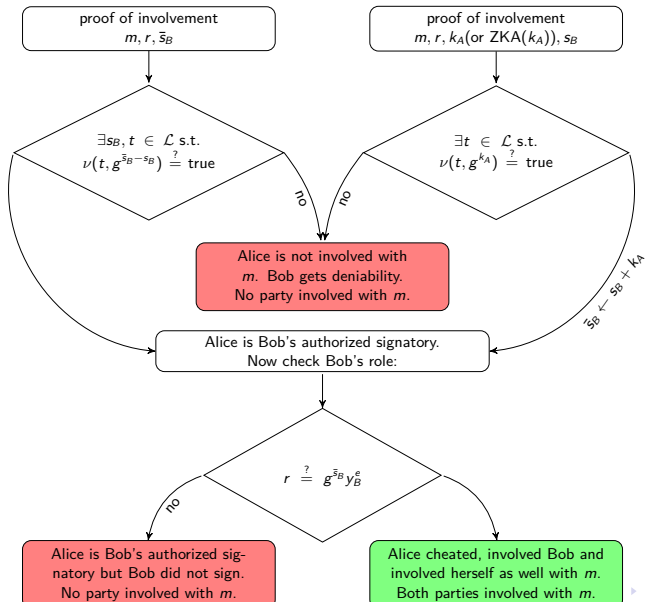 proof of involvement
m, r, s̄_B
proof of involvement
m, r, k_A(or ZKA(k_A)), s_B
∃s_B, t ∈ ℒ s.t.
ν(t, g^{s̄_B−s_B}) ≟ true
∃t ∈ ℒ s.t.
ν(t, g^{k_A}) ≟ true
no
no
Alice is not involved with
m. Bob gets deniability.
No party involved with m.
s̄_B ← s_B + k_A
Alice is Bob's authorized signatory.
Now check Bob's role:
r ≟ g^{s̄_B} y_B^e
no
Alice is Bob's authorized sig-
natory but Bob did not sign.
No party involved with m.
Alice cheated, involved Bob and
involved herself as well with m.
Both parties involved with m.